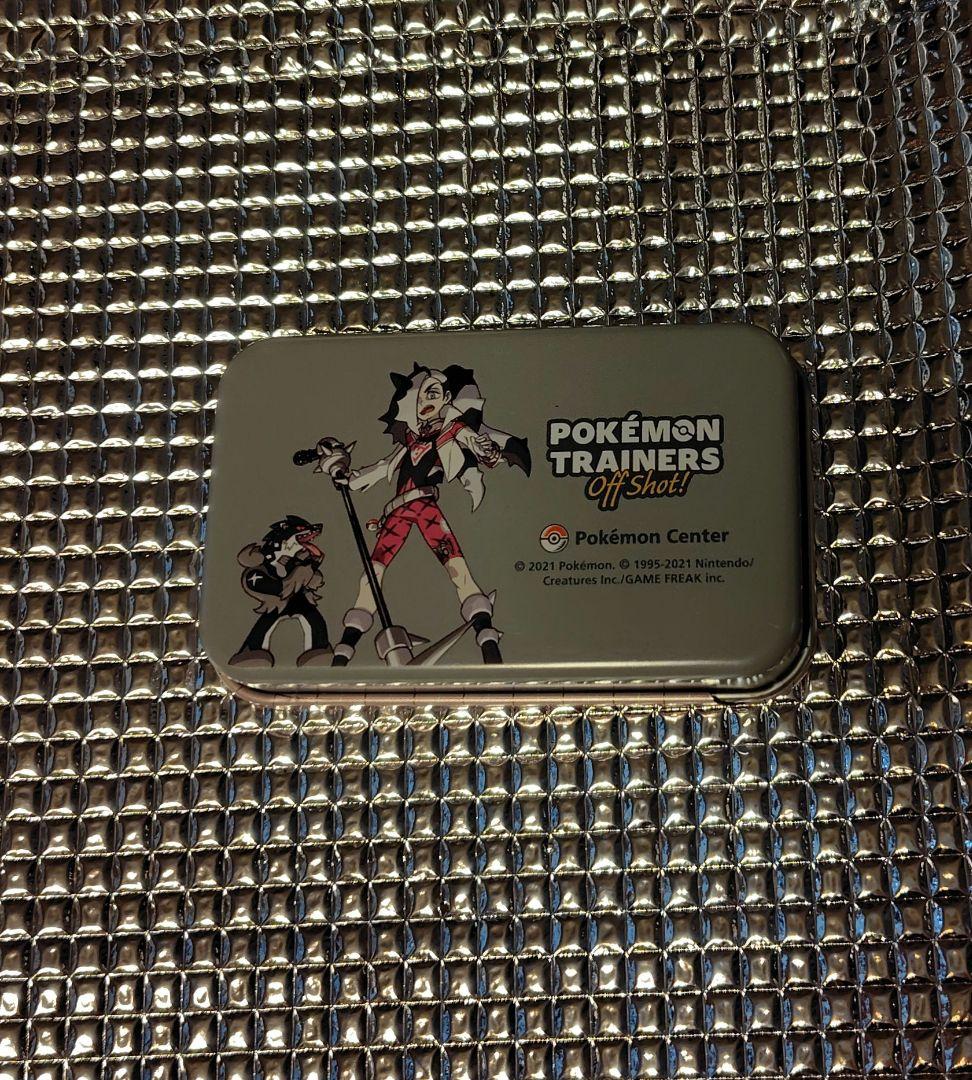 POKÉMON
TRAINERS
Off Shot!
Pokémon Center
© 2021 Pokémon. © 1995-2021 Nintendo/
Creatures Inc./GAME FREAK inc.